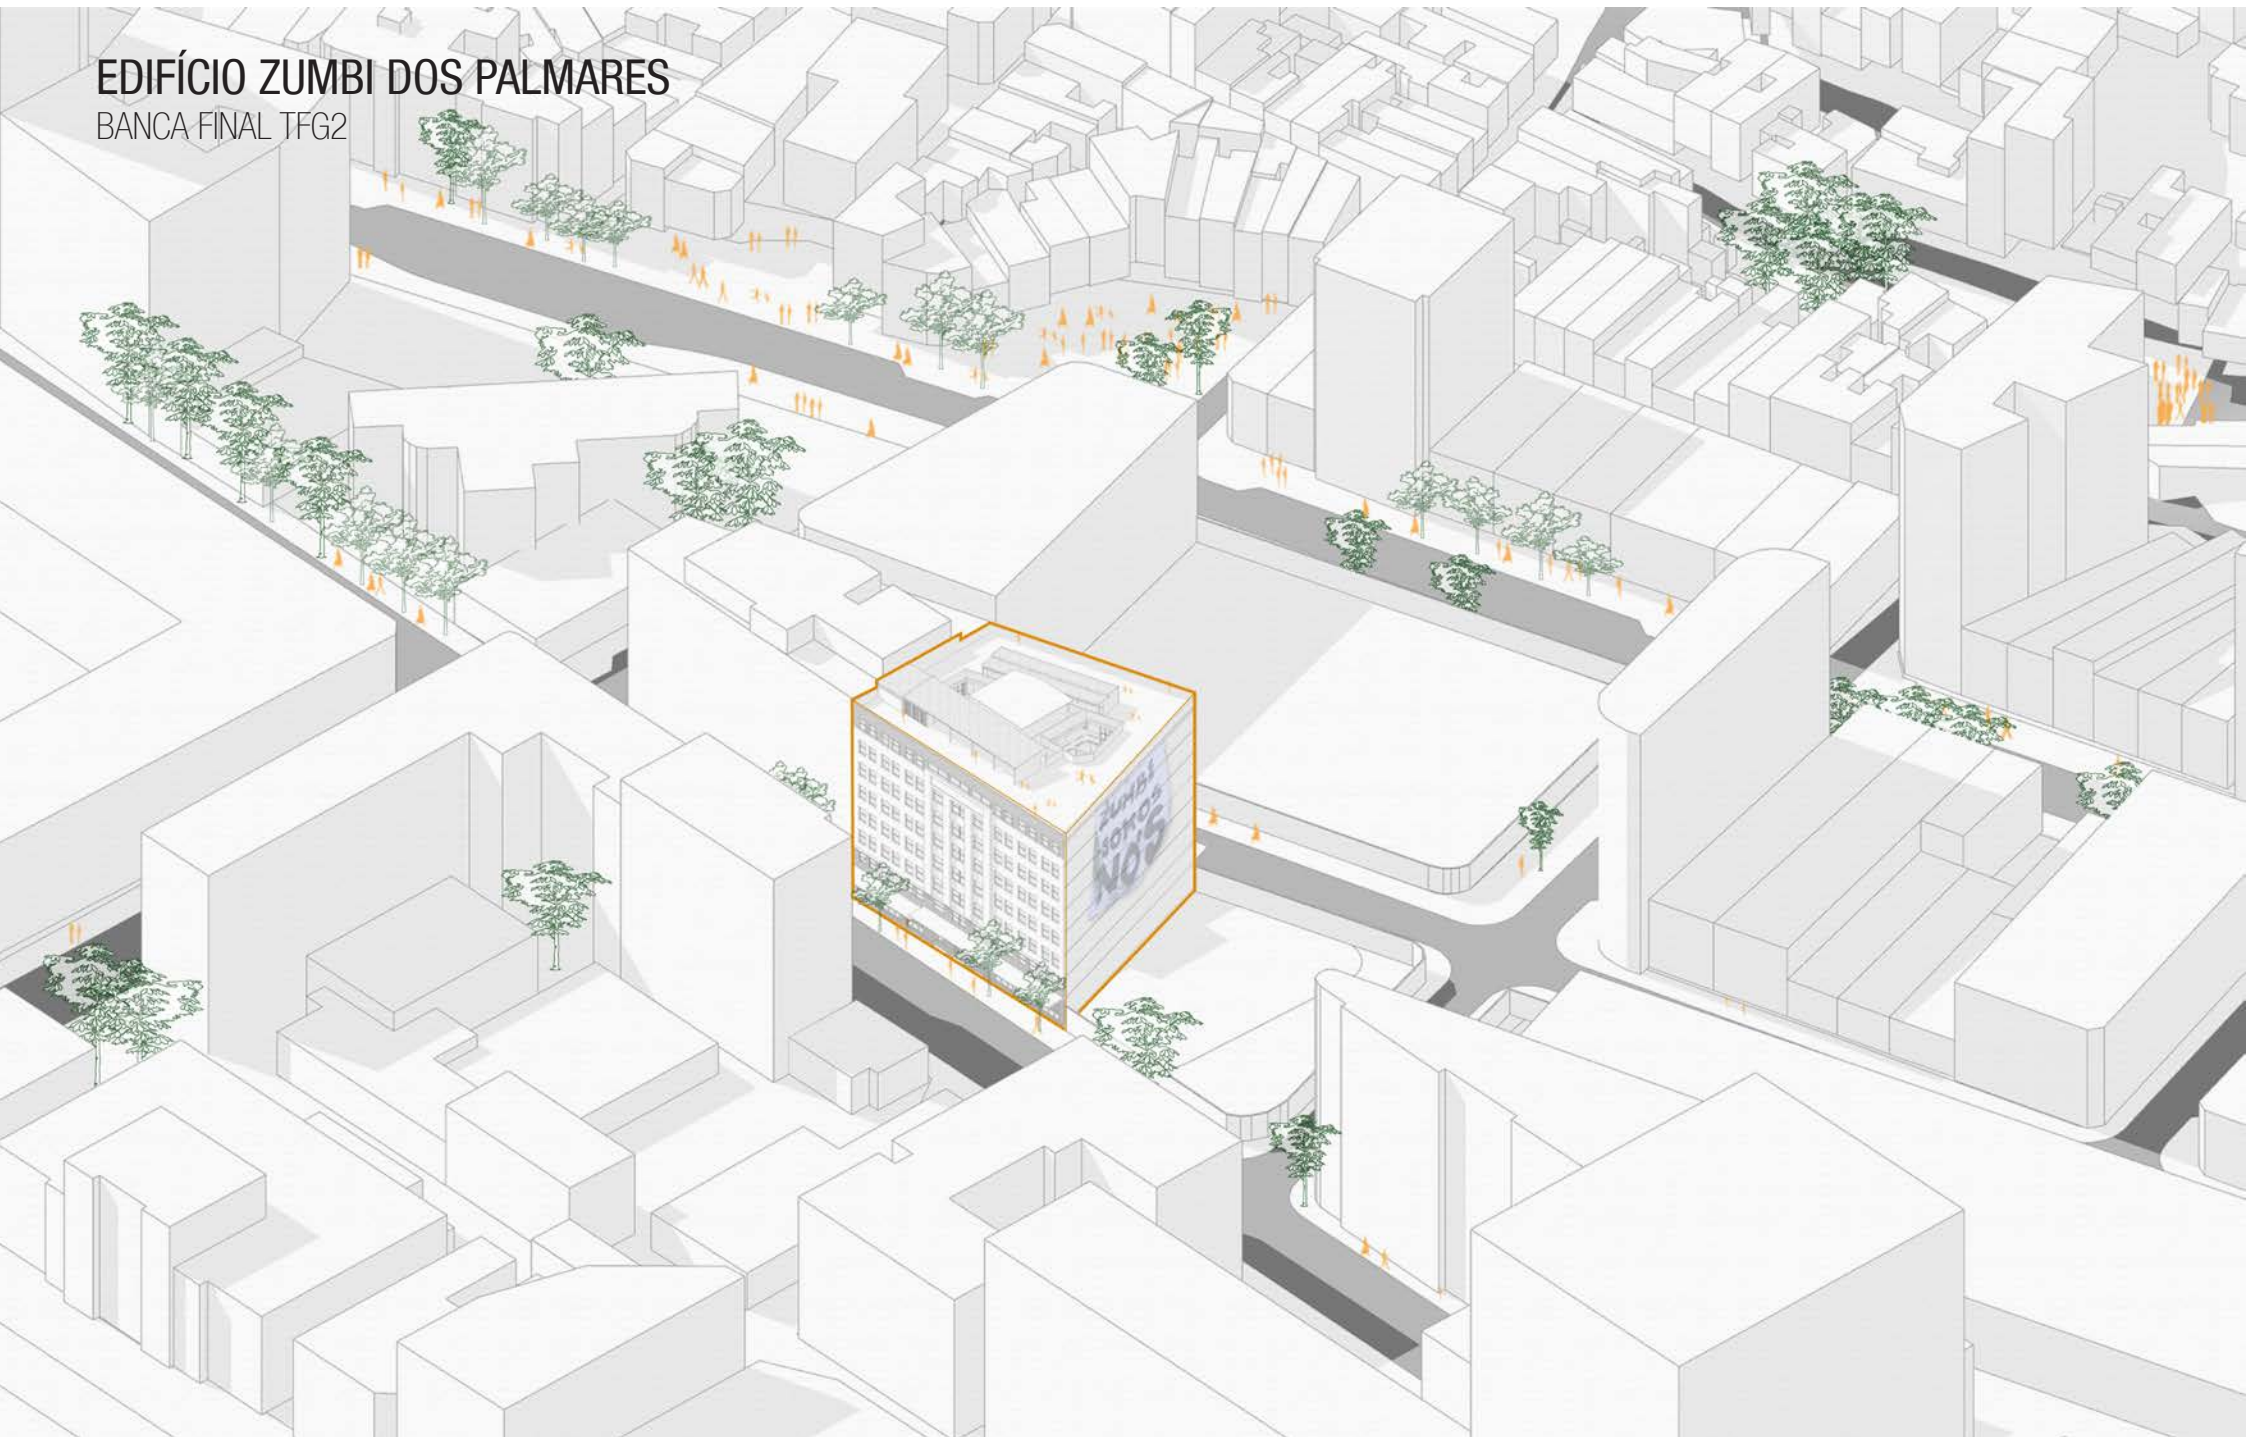 EDIFÍCIO ZUMBI DOS PALMARES
BANCA FINAL TFG2
ZUMBI
SOMOS
NÓS